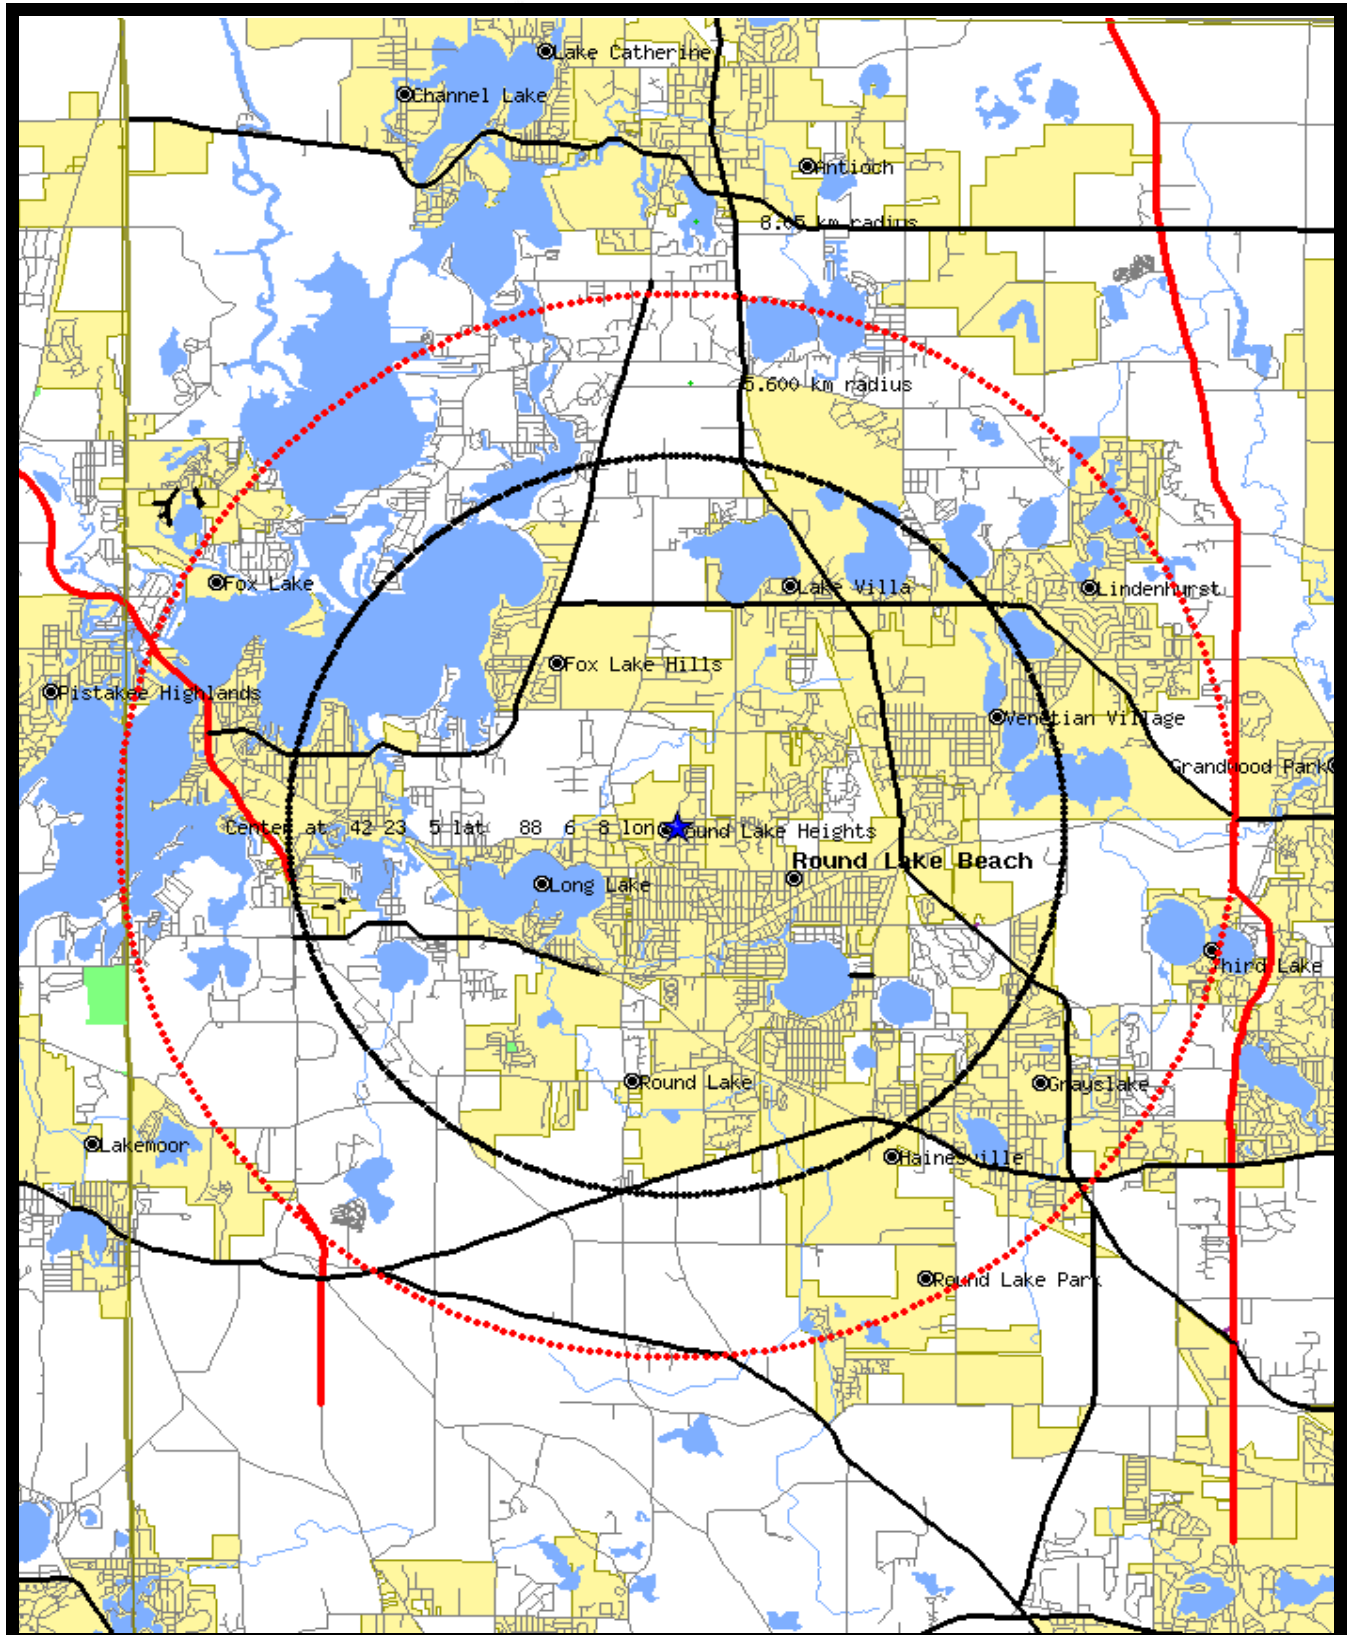 Lake Catherine
Channel Lake
Antioch
8.05 km radius
5.600 km radius
Fox Lake
Lake Villa
Lindenhurst
Fox Lake Hills
Pistakee Highlands
Venetian Village
Grandwood Park
Center at 42 23 5 lat 88 6 8 lon
Round Lake Heights
Round Lake Beach
Long Lake
Third Lake
Round Lake
Grayslake
Lakemoor
Hainesville
Round Lake Park